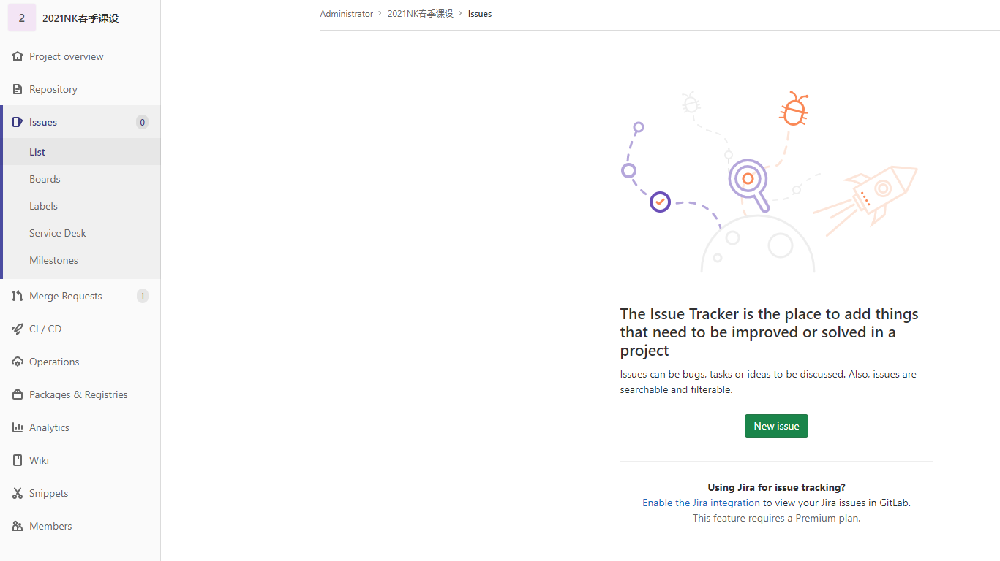 2
2021NK春季课设
Project overview
Repository
Issues 0
List
Boards
Labels
Service Desk
Milestones
Merge Requests 1
CI / CD
Operations
Packages & Registries
Analytics
Wiki
Snippets
Members
Administrator > 2021NK春季课设 > Issues
The Issue Tracker is the place to add things
that need to be improved or solved in a
project
Issues can be bugs, tasks or ideas to be discussed. Also, issues are
searchable and filterable.
New issue
Using Jira for issue tracking?
Enable the Jira integration to view your Jira issues in GitLab.
This feature requires a Premium plan.